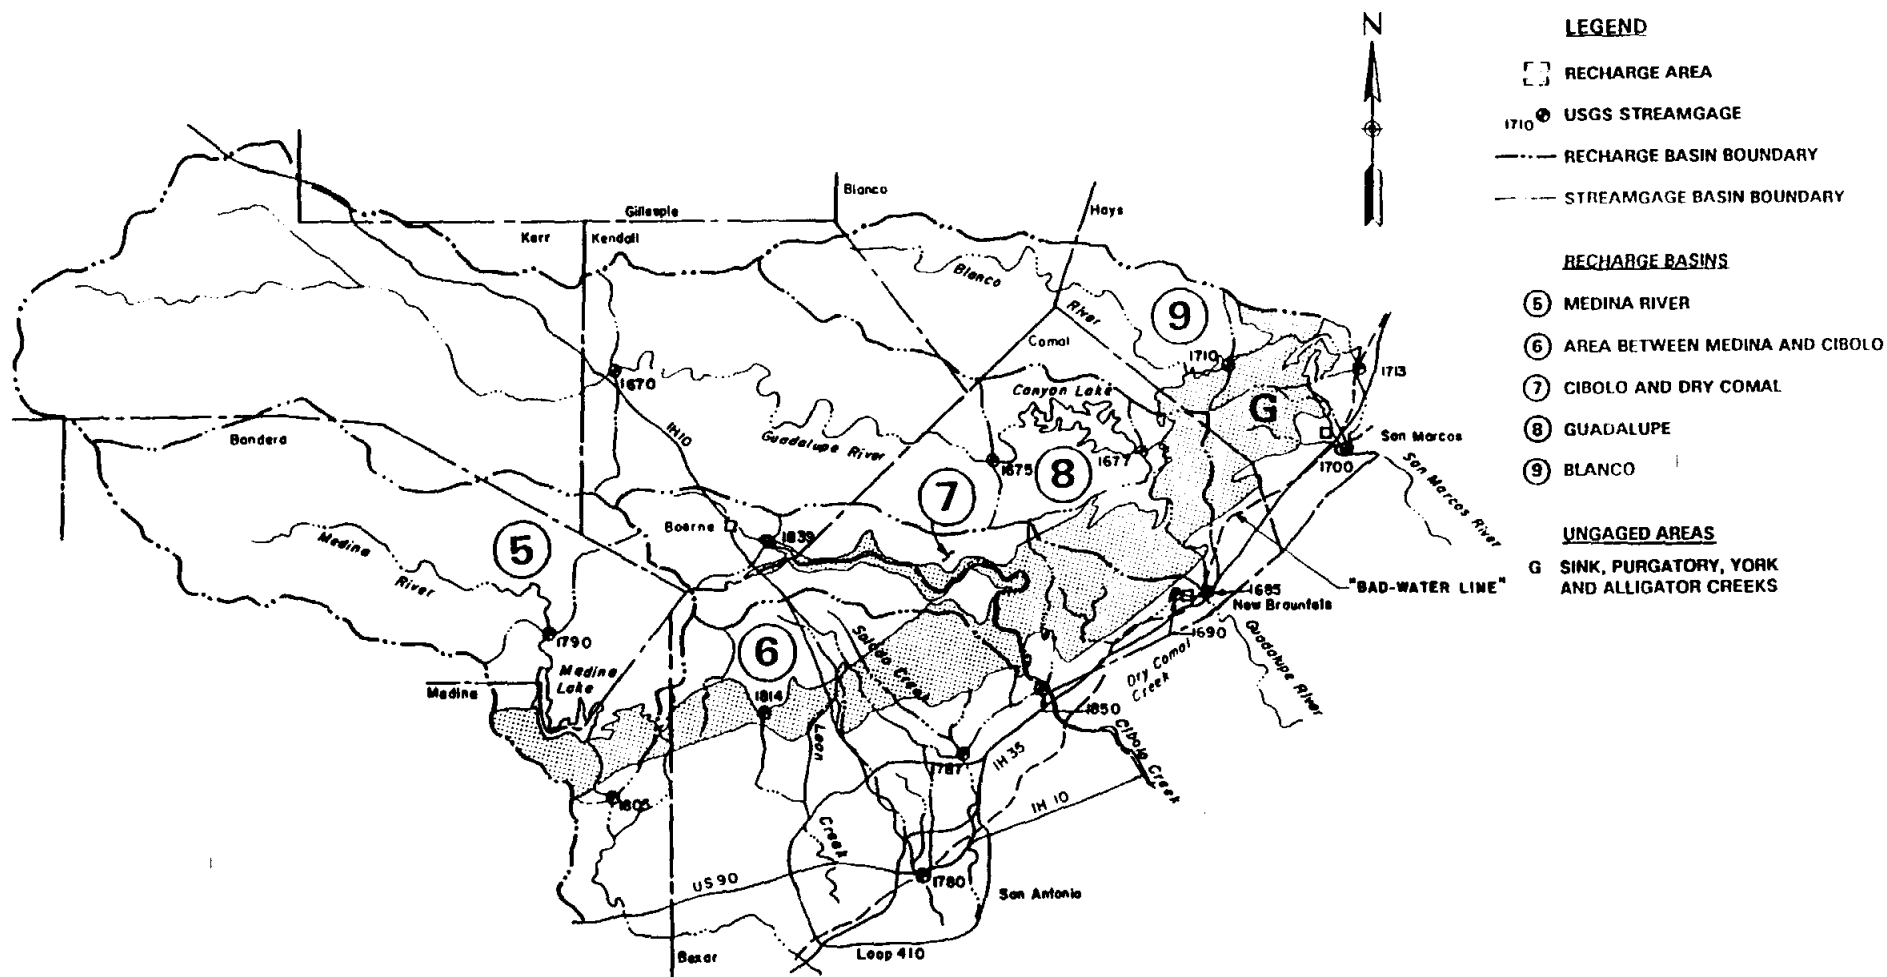 N
LEGEND
RECHARGE AREA
1710 USGS STREAMGAGE
RECHARGE BASIN BOUNDARY
STREAMGAGE BASIN BOUNDARY
RECHARGE BASINS
5 MEDINA RIVER
6 AREA BETWEEN MEDINA AND CIBOLO
7 CIBOLO AND DRY COMAL
8 GUADALUPE
9 BLANCO
UNGAGED AREAS
G SINK, PURGATORY, YORK
AND ALLIGATOR CREEKS
Blanco
Gillespie
Hays
Kerr
Kendall
Blanco
River
9
Comal
1710
1713
1670
Canyon Lake
G
IH10
Bandera
Guadalupe River
San Marcos
1675
1677
1700
8
7
San Marcos River
Boerne
1839
5
Medina
River
"BAD-WATER LINE"
1685
New Braunfels
1690
1790
6
Salado Creek
Guadalupe River
Medina
Lake
Dry Comal
Creek
Medina
1814
1850
Leon
Cibolo Creek
1787
IH 35
1805
IH 10
Creek
US 90
1780
San Antonio
Bexar
Loop 410